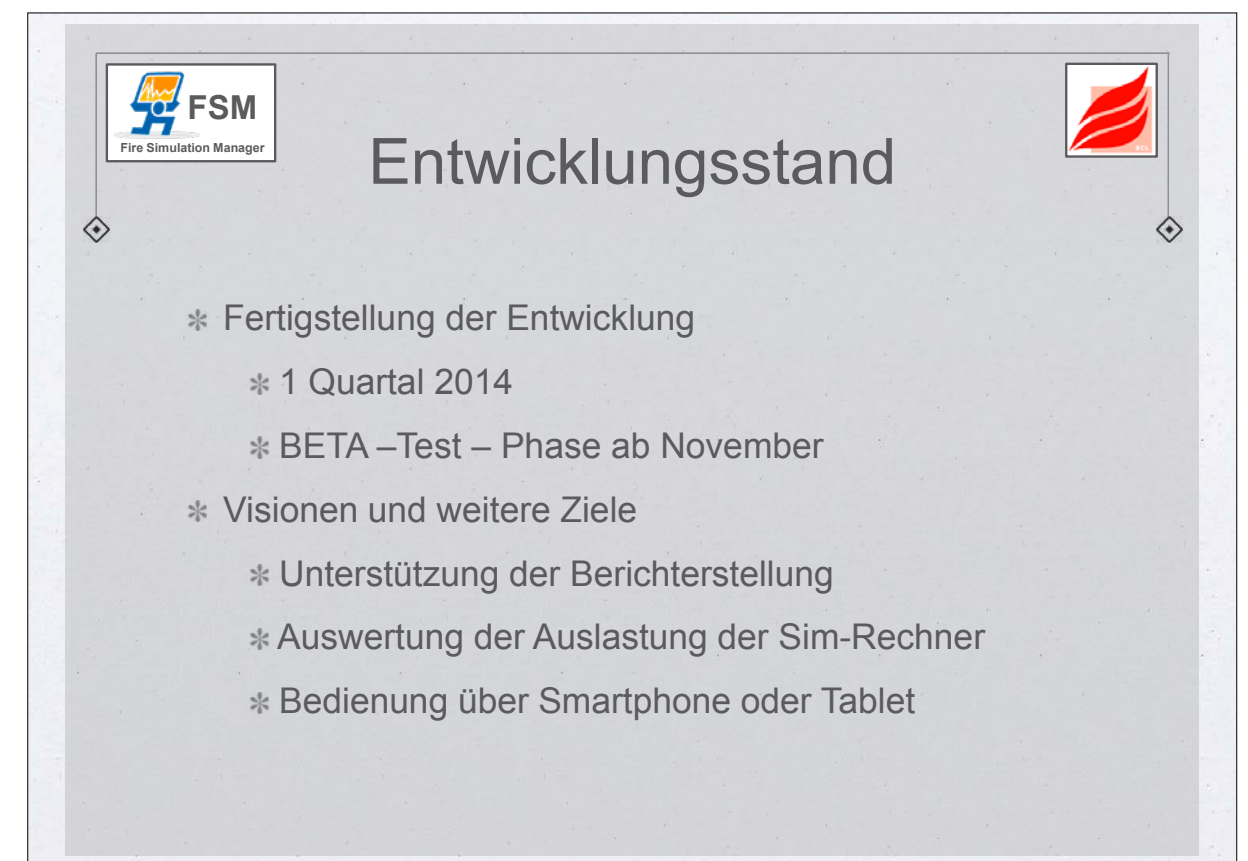 FSM
Fire Simulation Manager
Entwicklungsstand
Fertigstellung der Entwicklung
1 Quartal 2014
BETA –Test – Phase ab November
Visionen und weitere Ziele
Unterstützung der Berichterstellung
Auswertung der Auslastung der Sim-Rechner
Bedienung über Smartphone oder Tablet